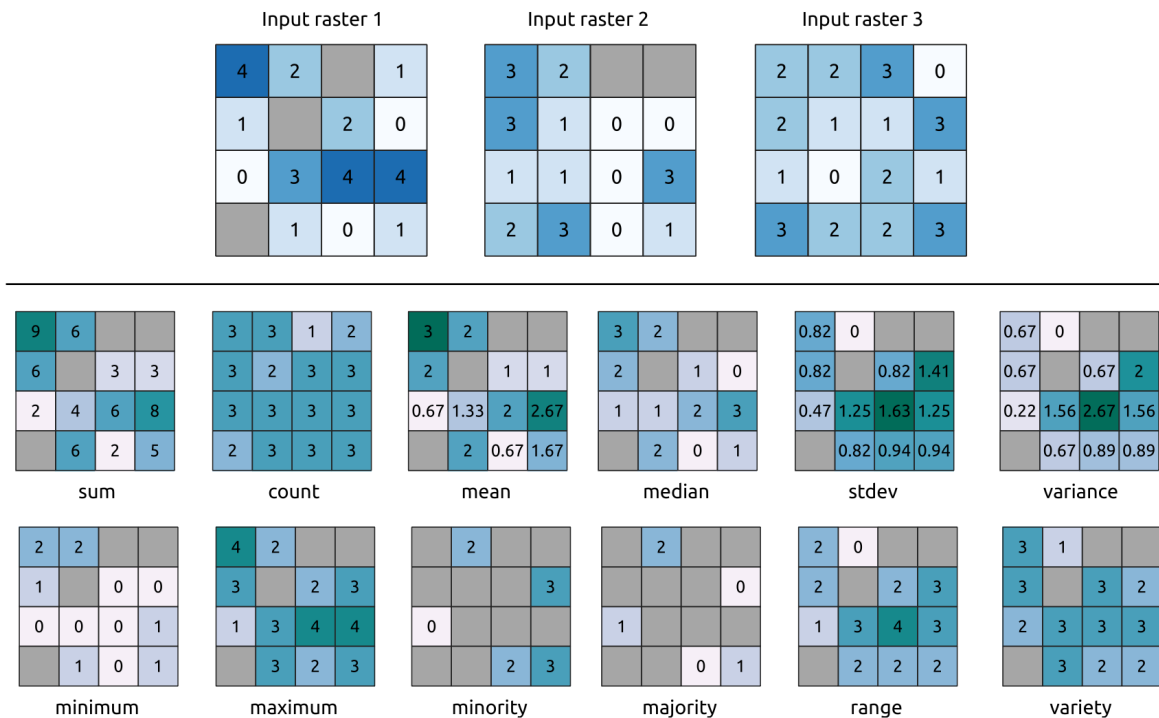 Input raster 1 Input raster 2 Input raster 3
4 2 1 3 2 2 2 3 0
1 2 0 3 1 0 0 2 1 1 3
0 3 4 4 1 1 0 3 1 0 2 1
1 0 1 2 3 0 1 3 2 2 3
9 6 3 3 1 2 3 2 3 2 0.82 0 0.67 0
6 3 3 3 2 3 3 2 1 1 2 1 0 0.82 0.82 1.41 0.67 0.67 2
2 4 6 8 3 3 3 3 0.67 1.33 2 2.67 1 1 2 3 0.47 1.25 1.63 1.25 0.22 1.56 2.67 1.56
6 2 5 2 3 3 3 2 0.67 1.67 2 0 1 0.82 0.94 0.94 0.67 0.89 0.89
sum count mean median stdev variance
2 2 4 2 2 2 2 0 3 1
1 0 0 3 2 3 3 0 2 2 3 3 3 2
0 0 0 1 1 3 4 4 0 1 1 3 4 3 2 3 3 3
1 0 1 3 2 3 2 3 0 1 2 2 2 3 2 2
minimum maximum minority majority range variety